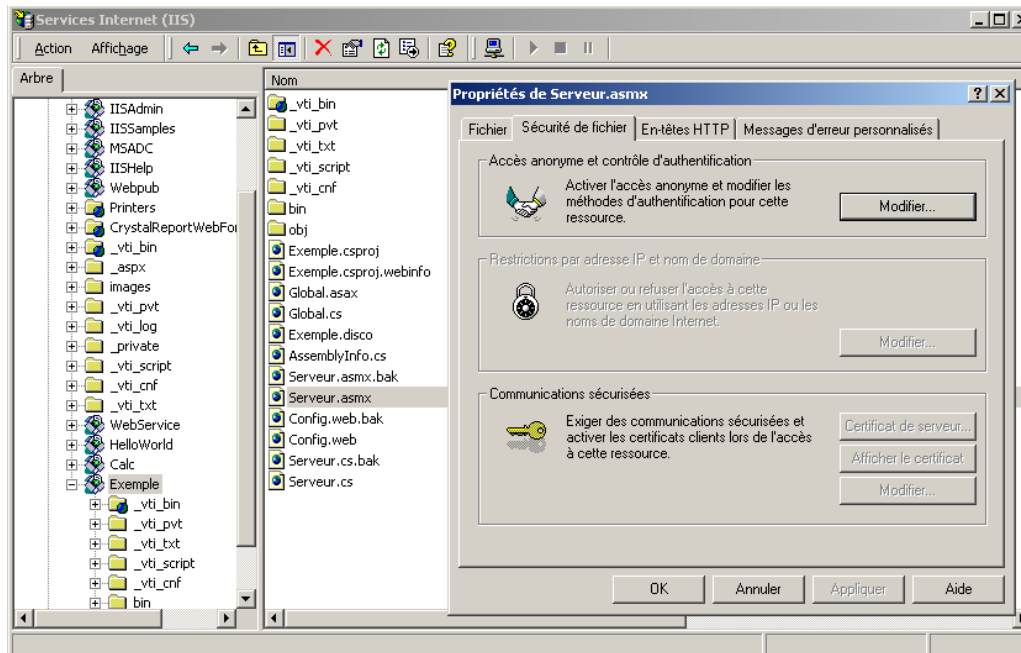 Services Internet (IIS)
Action Affichage
Arbre
IISAdmin
IISSamples
MSADC
IISHelp
Webpub
Printers
CrystalReportWebFor
_vti_bin
_aspx
images
_vti_pvt
_vti_log
_private
_vti_script
_vti_cnf
_vti_txt
WebService
HelloWorld
Calc
Exemple
_vti_bin
_vti_pvt
_vti_txt
_vti_script
_vti_cnf
bin
Nom
_vti_bin
_vti_pvt
_vti_txt
_vti_script
_vti_cnf
bin
obj
Exemple.csproj
Exemple.csproj.webinfo
Global.asax
Global.cs
Exemple.disco
AssemblyInfo.cs
Serveur.asmx.bak
Serveur.asmx
Config.web.bak
Config.web
Serveur.cs.bak
Serveur.cs
Propriétés de Serveur.asmx
Fichier Sécurité de fichier En-têtes HTTP Messages d'erreur personnalisés
Accès anonyme et contrôle d'authentification
Activer l'accès anonyme et modifier les
méthodes d'authentification pour cette
ressource.
Modifier...
Restrictions par adresse IP et nom de domaine
Autoriser ou refuser l'accès à cette
ressource en utilisant les adresses IP ou les
noms de domaine Internet.
Modifier...
Communications sécurisées
Exiger des communications sécurisées et
activer les certificats clients lors de l'accès
à cette ressource.
Certificat de serveur...
Afficher le certificat
Modifier...
OK Annuler Appliquer Aide